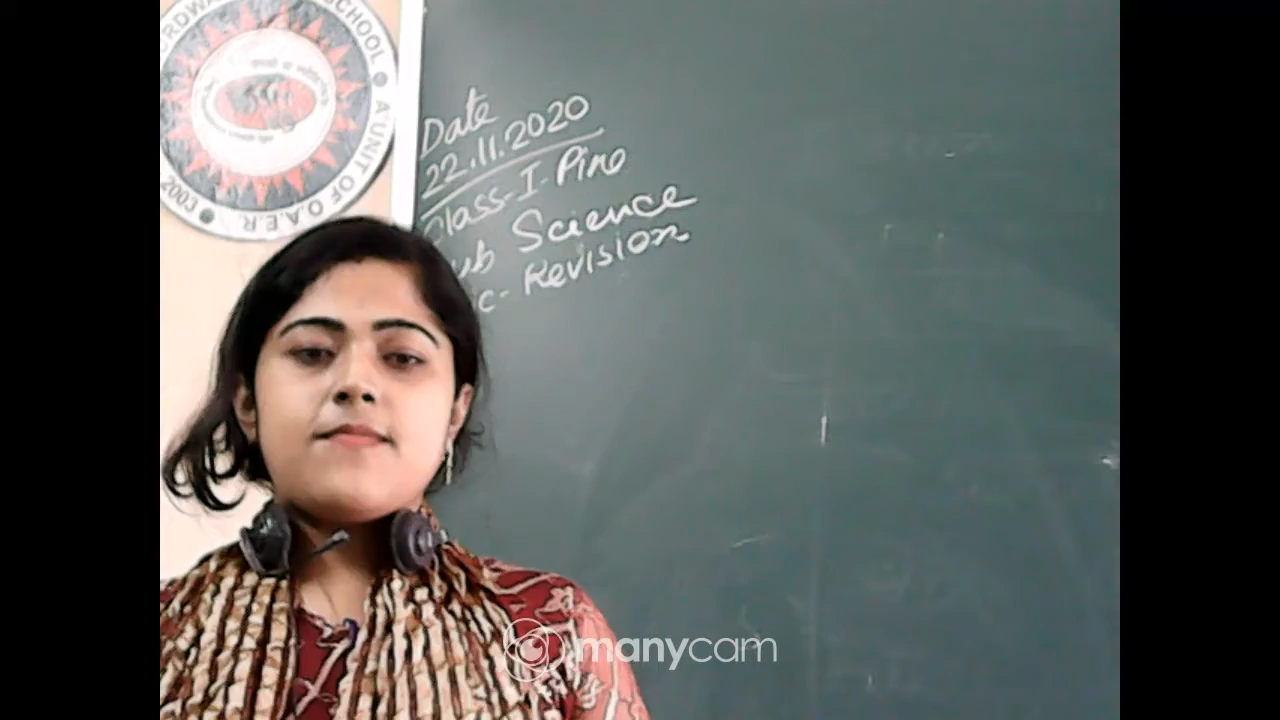 SCHOOL • A UNIT OF O.A.E.R. • 2003
Date
22.11.2020
Class-I-Pine
Science
Revision
manycam